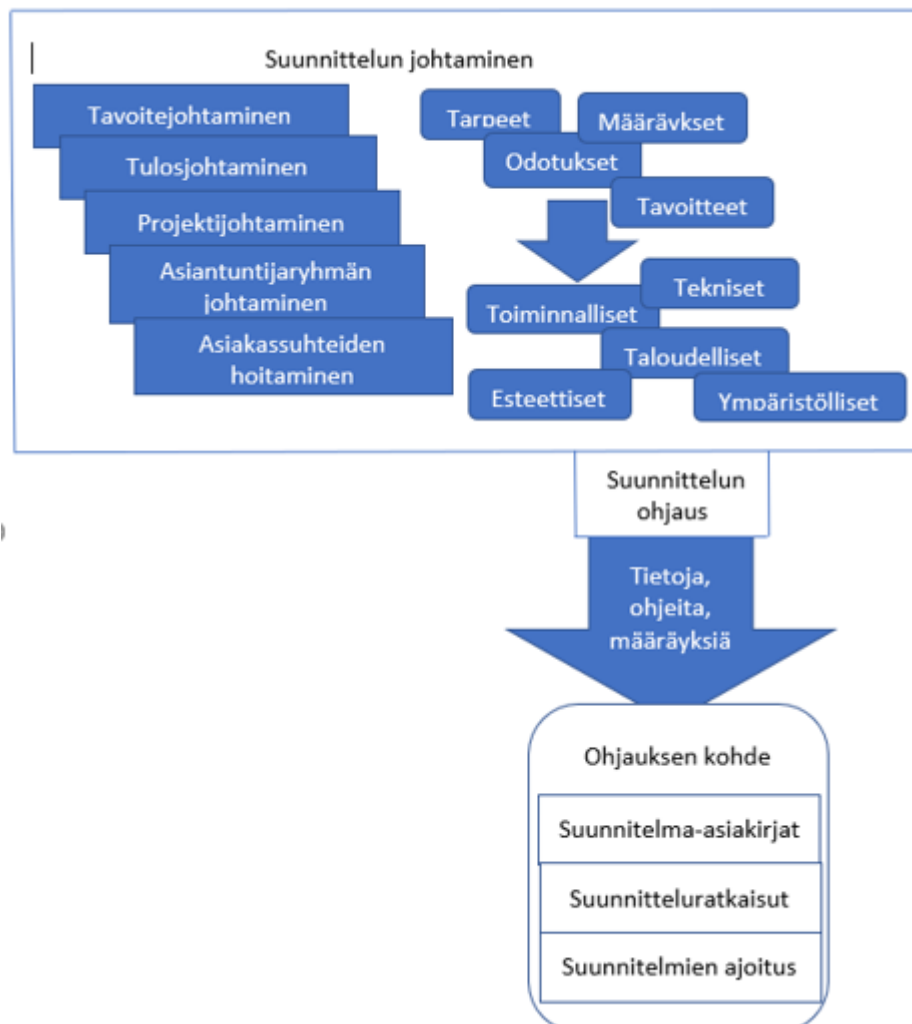 Suunnittelun johtaminen
Tavoitejohtaminen
Tulosjohtaminen
Projektijohtaminen
Asiantuntijaryhmän
johtaminen
Asiakassuhteiden
hoitaminen
Tarpeet
Määräykset
Odotukset
Tavoitteet
Tekniset
Toiminnalliset
Taloudelliset
Esteettiset
Ympäristölliset
Suunnittelun
ohjaus
Tietoja,
ohjeita,
määräyksiä
Ohjauksen kohde
Suunnitelma-asiakirjat
Suunnitteluratkaisut
Suunnitelmien ajoitus